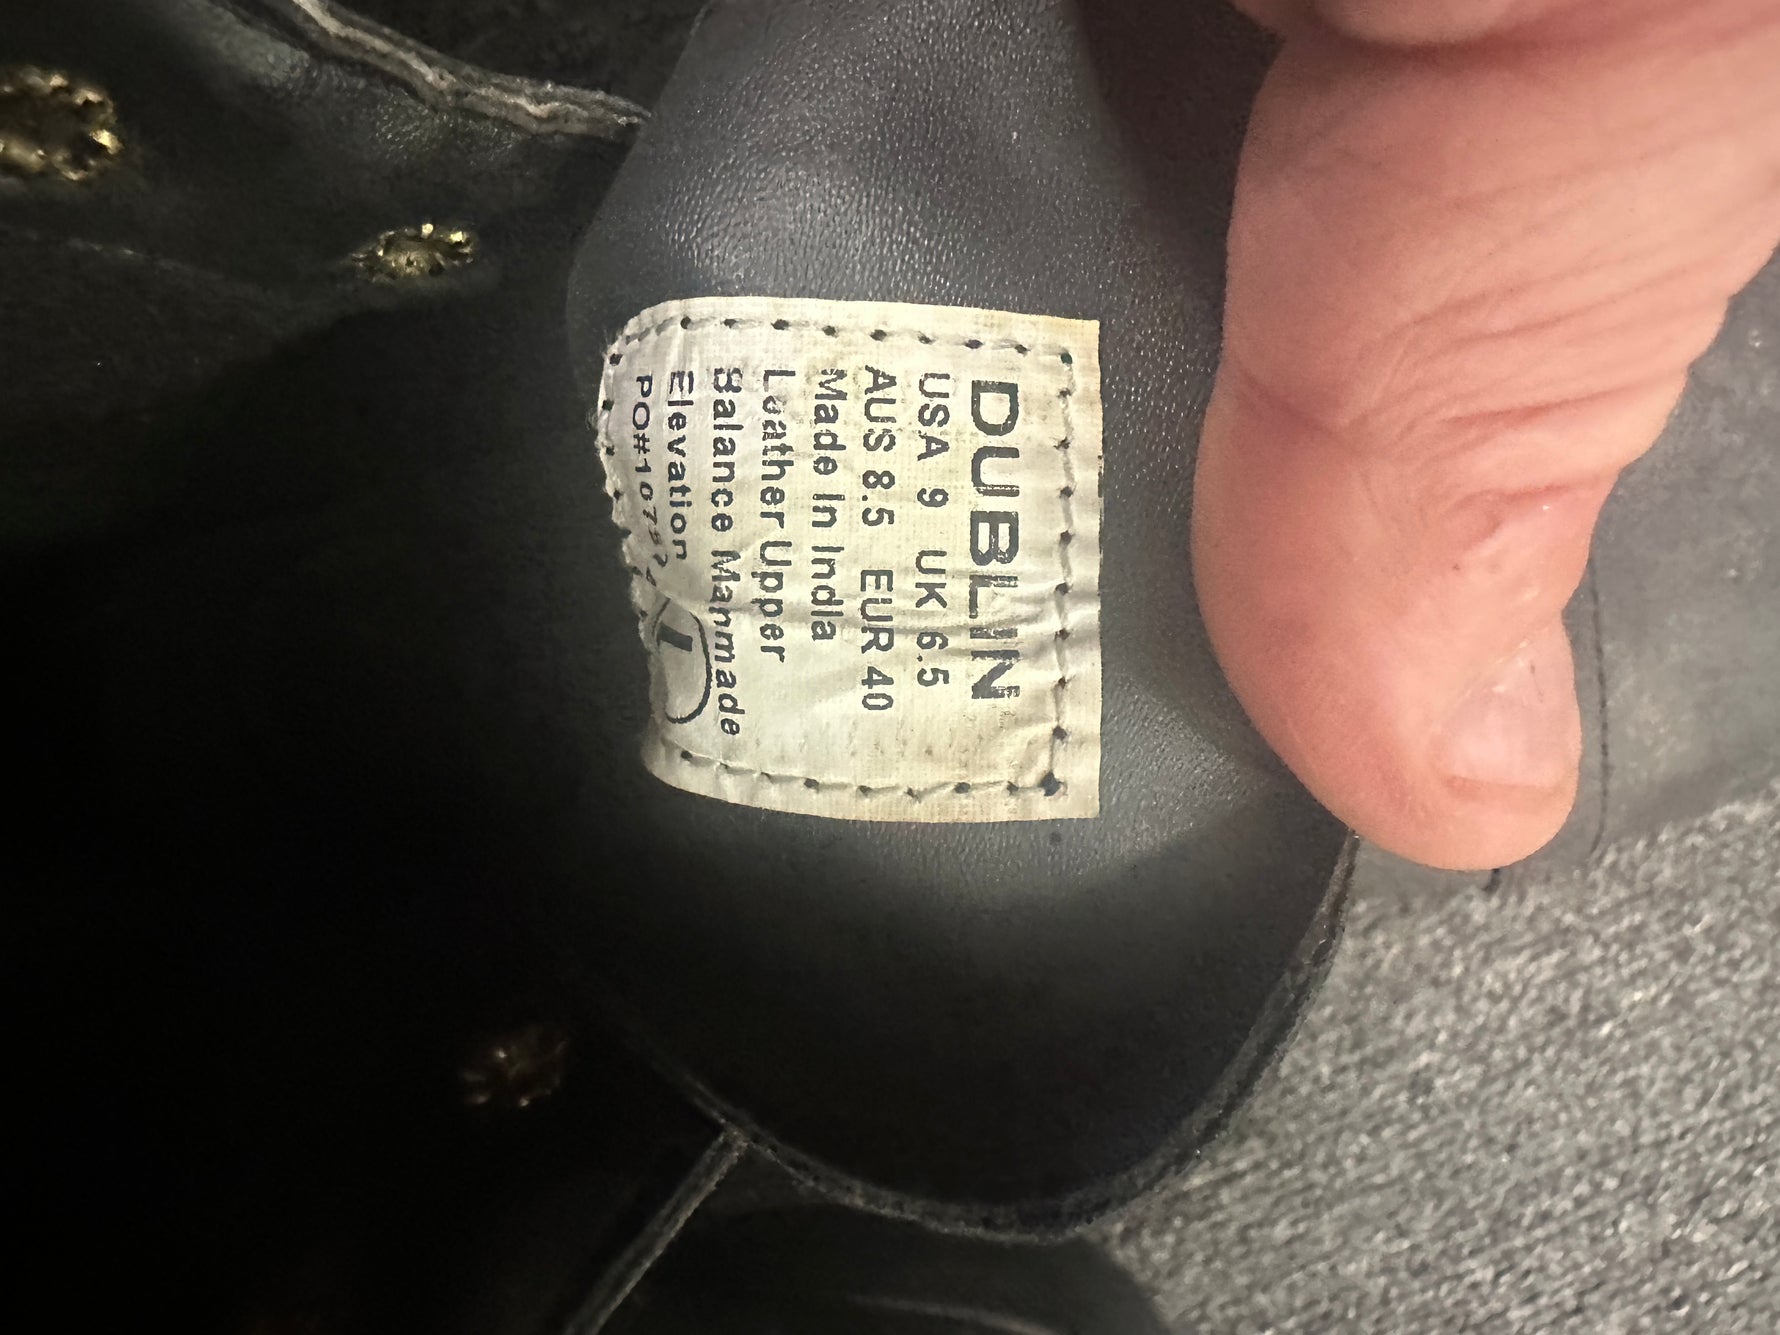 DUBLIN
USA 9 UK 6.5
AUS 8.5 EUR 40
Made In India
Leather Upper
Balance Manmade
Elevation